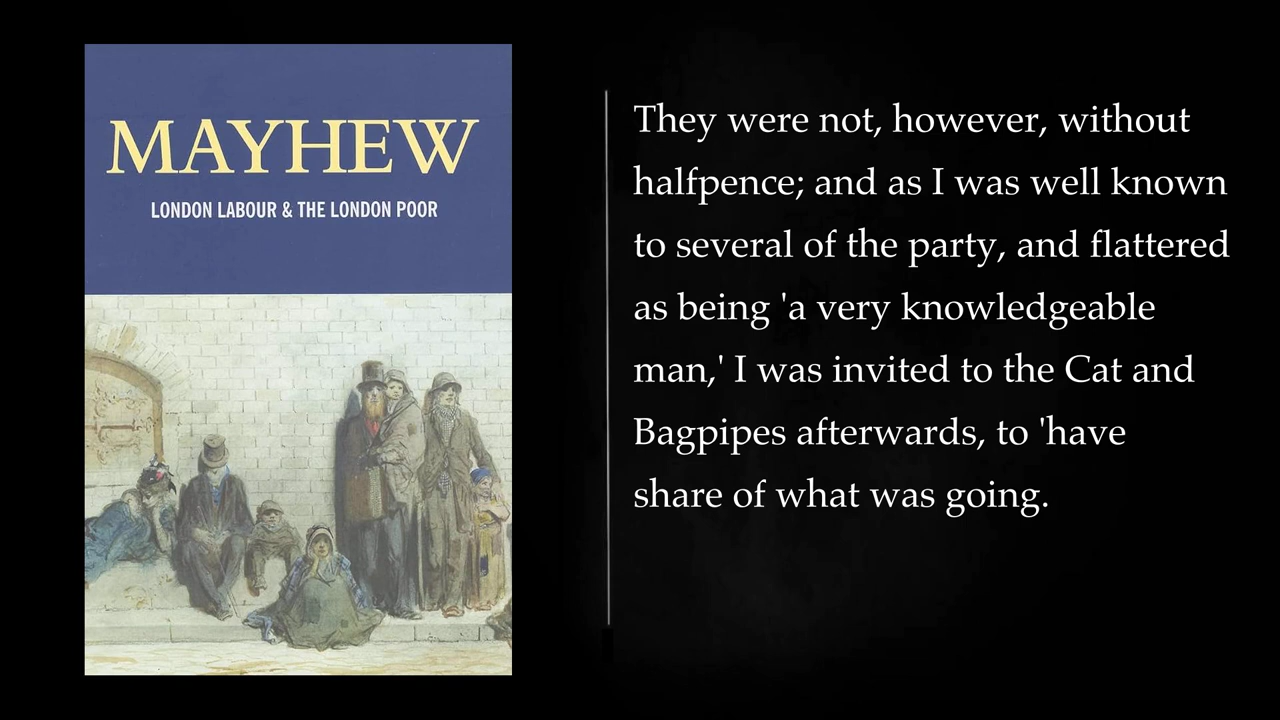 MAYHEW
LONDON LABOUR & THE LONDON POOR
They were not, however, without
halfpence; and as I was well known
to several of the party, and flattered
as being 'a very knowledgeable
man,' I was invited to the Cat and
Bagpipes afterwards, to 'have
share of what was going.